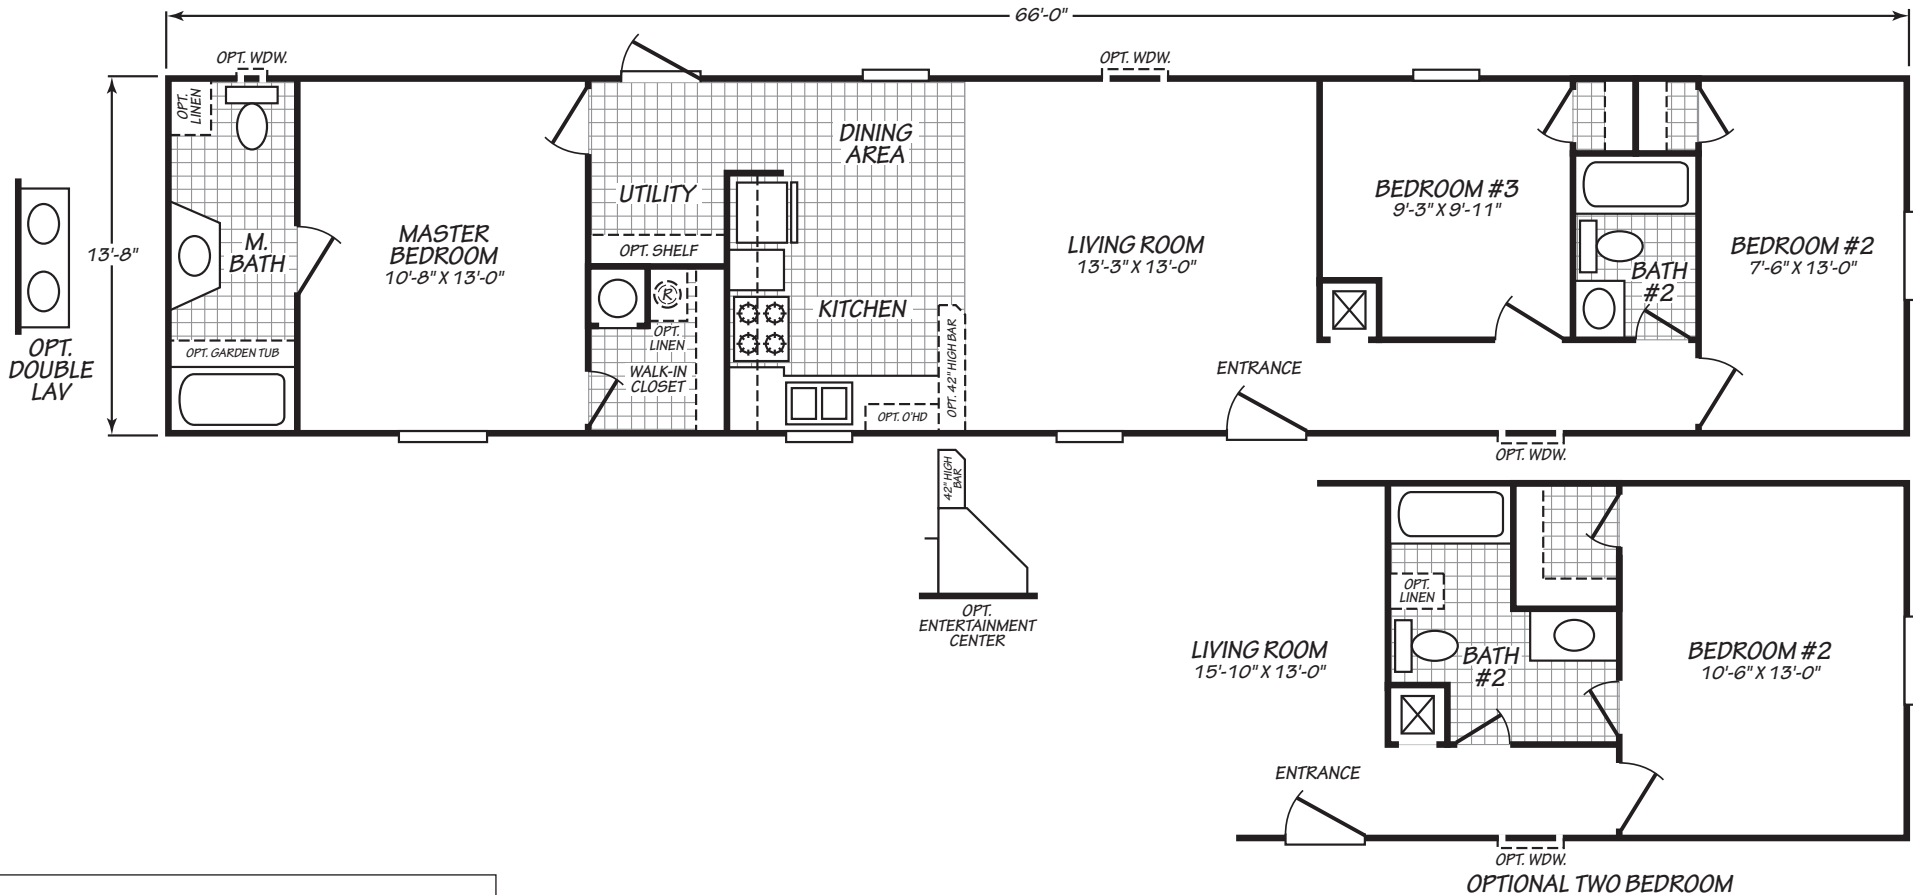 66'-0"
OPT. WDW.
OPT. WDW.
OPT.
LINEN
13'-8"
M.
BATH
OPT. GARDEN TUB
OPT.
DOUBLE
LAV
MASTER
BEDROOM
10'-8" X 13'-0"
UTILITY
OPT. SHELF
R
OPT.
LINEN
WALK-IN
CLOSET
DINING
AREA
KITCHEN
OPT. 42" HIGH BAR
OPT. O'HD
LIVING ROOM
13'-3" X 13'-0"
ENTRANCE
BEDROOM #3
9'-3" X 9'-11"
BATH
#2
BEDROOM #2
7'-6" X 13'-0"
OPT. WDW.
42" HIGH
BAR
OPT.
ENTERTAINMENT
CENTER
LIVING ROOM
15'-10" X 13'-0"
OPT.
LINEN
BATH
#2
BEDROOM #2
10'-6" X 13'-0"
ENTRANCE
OPT. WDW.
OPTIONAL TWO BEDROOM